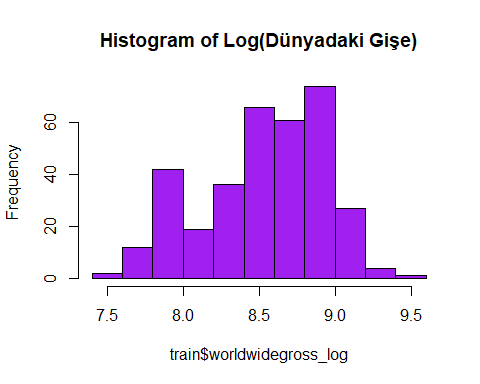 Histogram of Log(Dünyadaki Gişe)
Frequency
60
40
20
0
7.5 8.0 8.5 9.0 9.5
train$worldwidegross_log